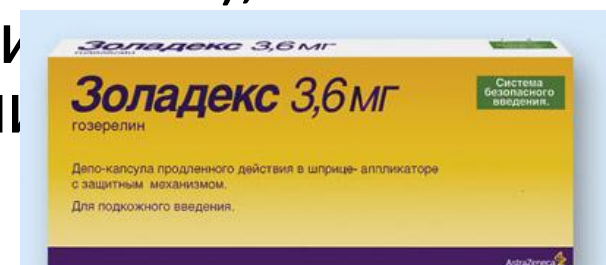 Золадекс 3,6 мг
Золадекс 3,6 мг
гозерелин
Система
безопасного
введения.
Депо-капсула продленного действия в шприце- аппликаторе
с защитным механизмом.
Для подкожного введения.
AstraZeneca